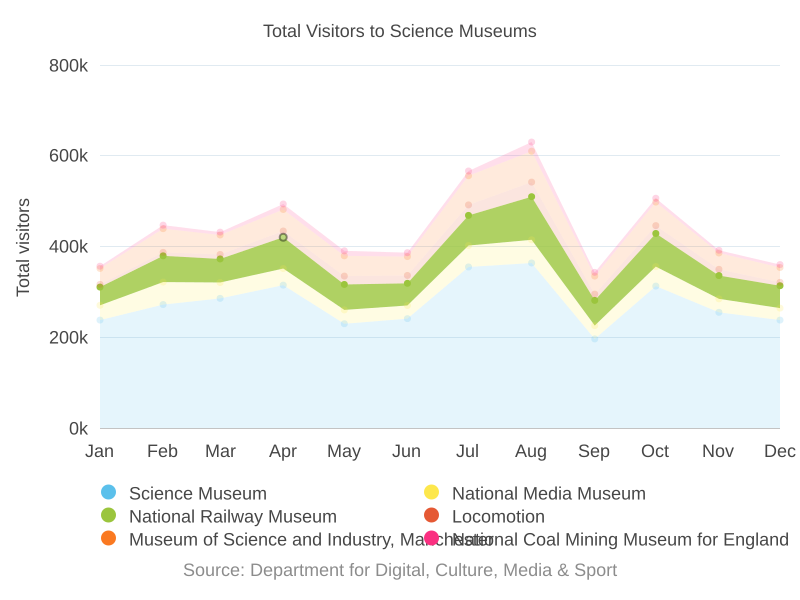 Total Visitors to Science Museums
Total visitors
800k
600k
400k
200k
0k
Jan Feb Mar Apr May Jun Jul Aug Sep Oct Nov Dec
Science Museum
National Media Museum
National Railway Museum
Locomotion
Museum of Science and Industry, Manchester
National Coal Mining Museum for England
Source: Department for Digital, Culture, Media & Sport